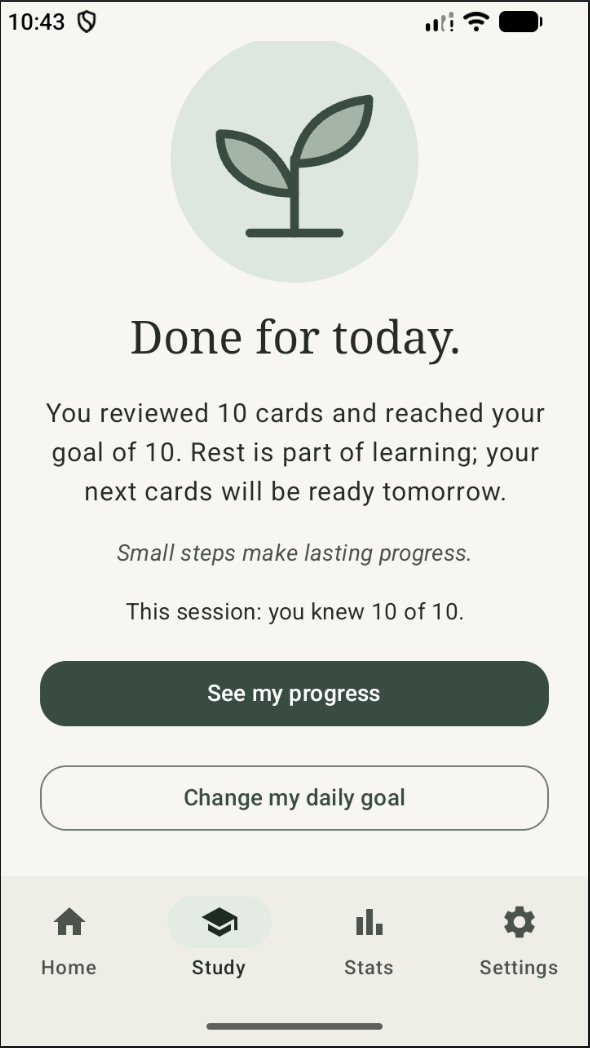 10:43
Done for today.
You reviewed 10 cards and reached your
goal of 10. Rest is part of learning; your
next cards will be ready tomorrow.
Small steps make lasting progress.
This session: you knew 10 of 10.
See my progress
Change my daily goal
Home Study Stats Settings